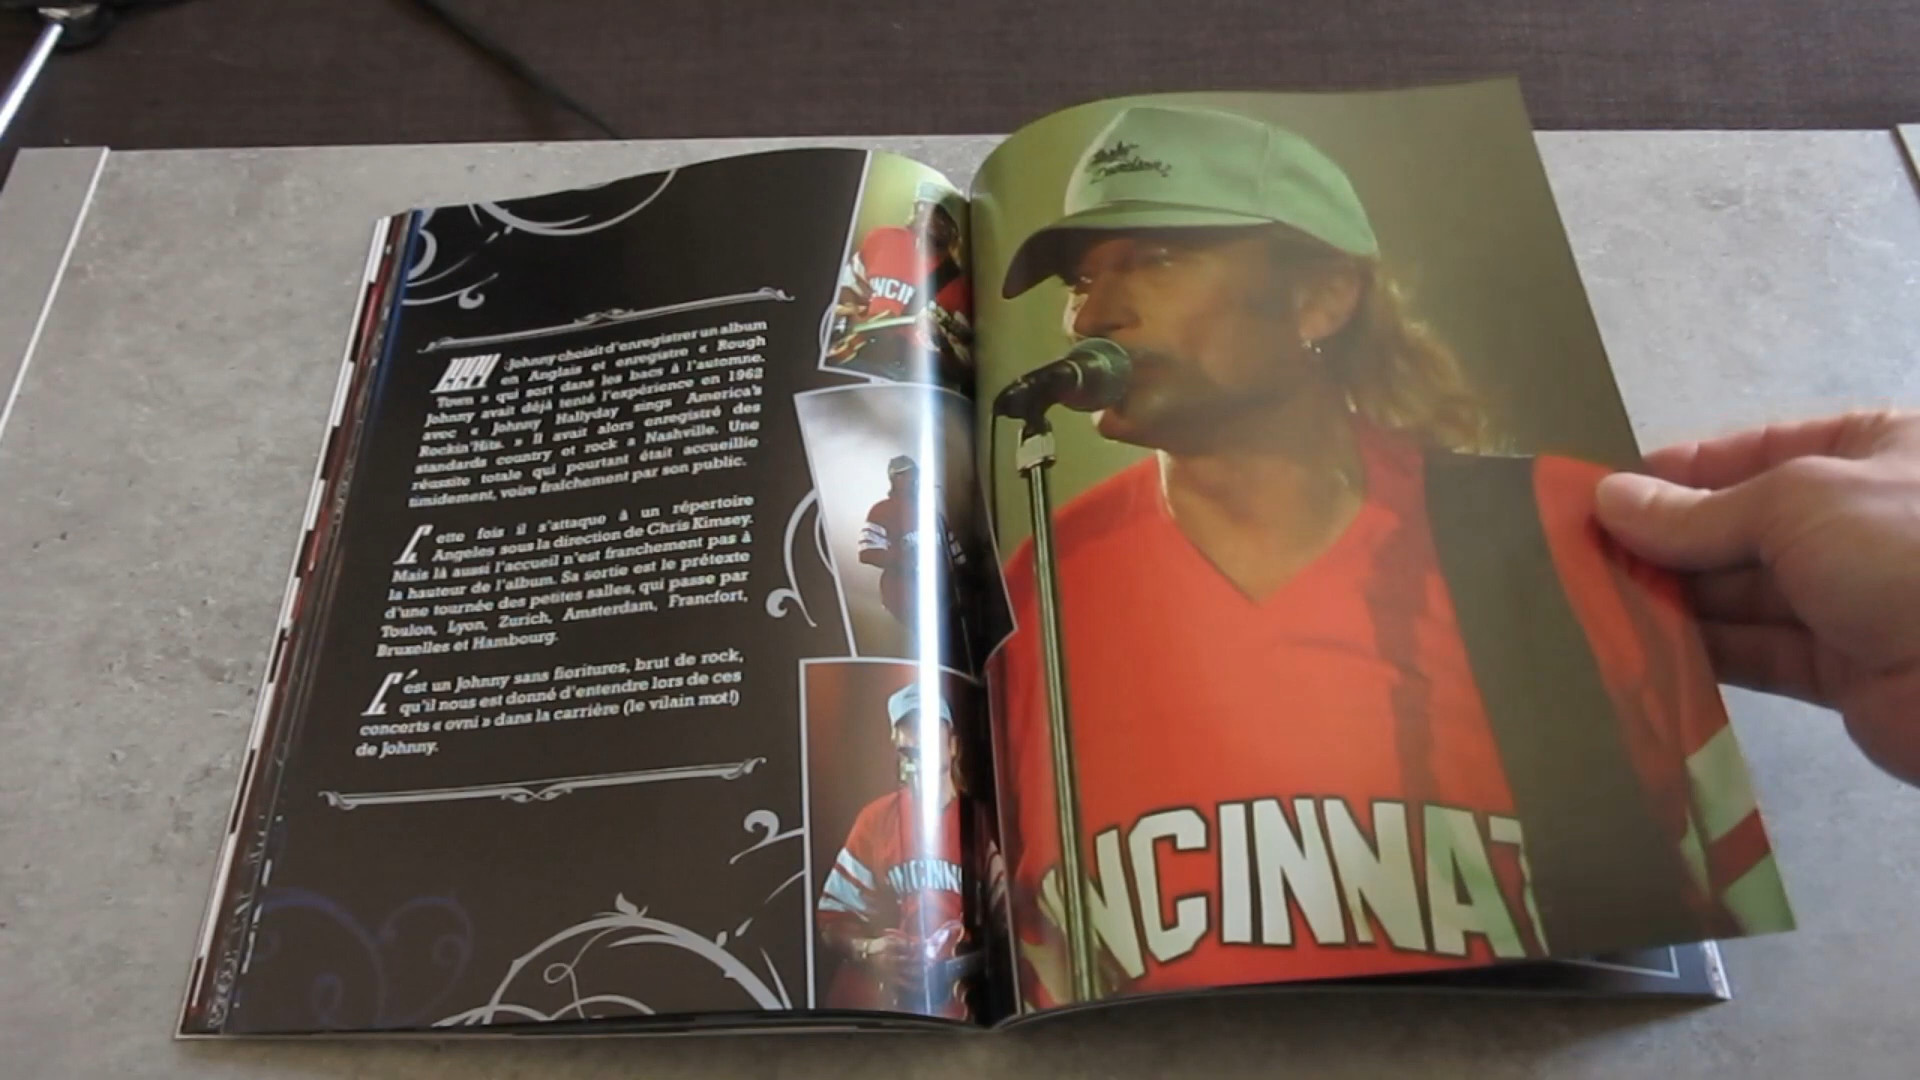 Johnny choisit d'enregistrer un album
en Anglais et enregistre « Rough
Town » qui sort dans les bacs à l'automne.
Johnny avait déjà tenté l'expérience en 1962
avec « Johnny Hallyday sings America's
Rockin'Hits. » Il avait alors enregistré des
standards country et rock a Nashville. Une
réussite totale qui pourtant était accueillie
timidement, voire fraîchement par son public.
Cette fois il s'attaque à un répertoire
Angeles sous la direction de Chris Kimsey.
Mais là aussi l'accueil n'est franchement pas à
la hauteur de l'album. Sa sortie est le prétexte
d'une tournée des petites salles, qui passe par
Toulon, Lyon, Zurich, Amsterdam, Francfort,
Bruxelles et Hambourg.
C'est un Johnny sans fioritures, brut de rock,
qu'il nous est donné d'entendre lors de ces
concerts « ovni » dans la carrière (le vilain mot!)
de Johnny.
NCIN
INCINN
Harley
Davidson
INCINNAT